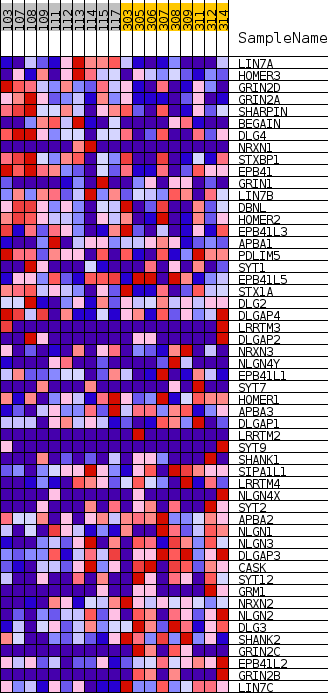 103 107 108 109 111 112 113 114 115 117 303 305 306 307 308 309 311 312 314
SampleName
LIN7A
HOMER3
GRIN2D
GRIN2A
SHARPIN
BEGAIN
DLG4
NRXN1
STXBP1
EPB41
GRIN1
LIN7B
DBNL
HOMER2
EPB41L3
APBA1
PDLIM5
SYT1
EPB41L5
STX1A
DLG2
DLGAP4
LRRTM3
DLGAP2
NRXN3
NLGN4Y
EPB41L1
SYT7
HOMER1
APBA3
DLGAP1
LRRTM2
SYT9
SHANK1
SIPA1L1
LRRTM4
NLGN4X
SYT2
APBA2
NLGN1
NLGN3
DLGAP3
CASK
SYT12
GRM1
NRXN2
NLGN2
DLG3
SHANK2
GRIN2C
EPB41L2
GRIN2B
LIN7C